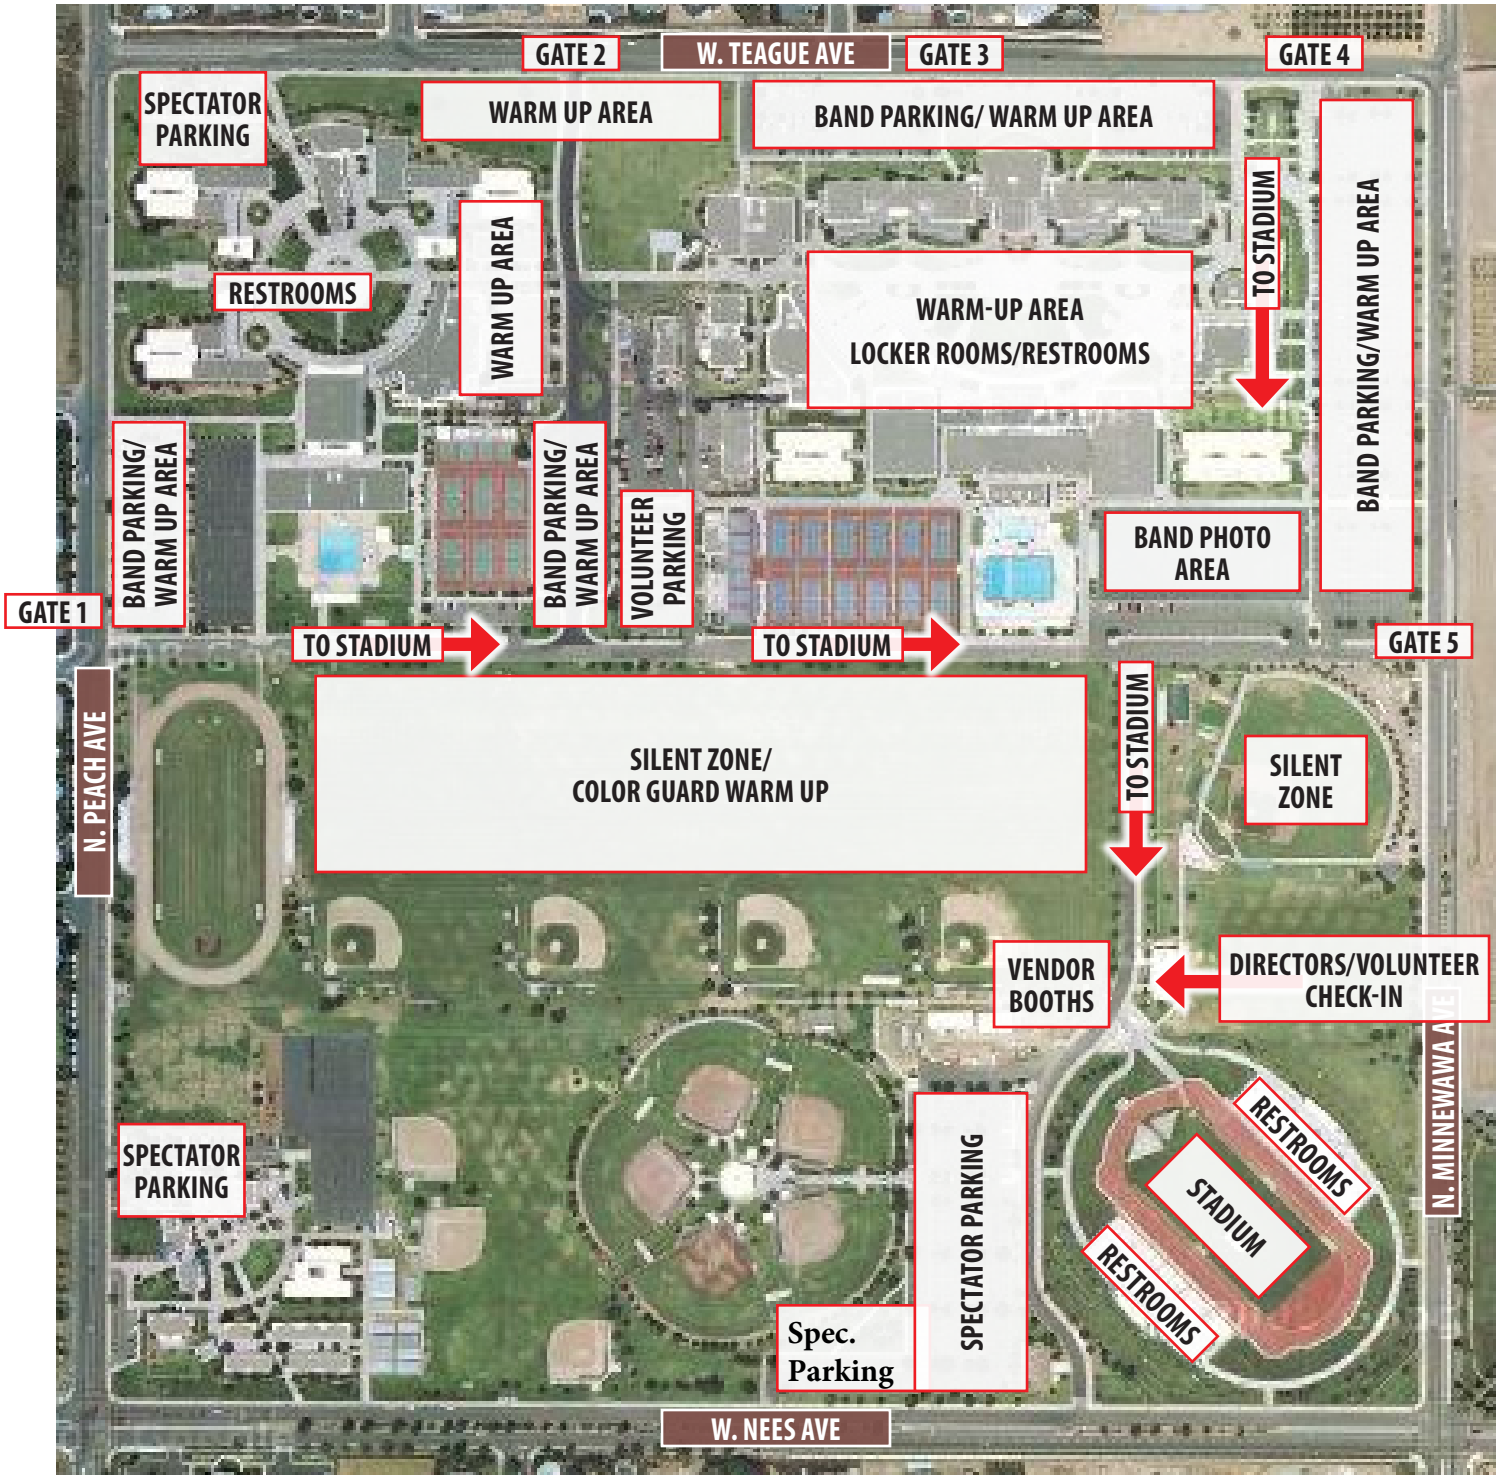 GATE 2
W. TEAGUE AVE
GATE 3
GATE 4
SPECTATOR
PARKING
WARM UP AREA
BAND PARKING/ WARM UP AREA
TO STADIUM
BAND PARKING/WARM UP AREA
WARM UP AREA
RESTROOMS
WARM-UP AREA
LOCKER ROOMS/RESTROOMS
BAND PARKING/
WARM UP AREA
BAND PARKING/
WARM UP AREA
VOLUNTEER
PARKING
BAND PHOTO
AREA
GATE 1
TO STADIUM
TO STADIUM
GATE 5
N. PEACH AVE
SILENT ZONE/
COLOR GUARD WARM UP
TO STADIUM
SILENT
ZONE
VENDOR
BOOTHS
DIRECTORS/VOLUNTEER
CHECK-IN
N. MINNEWAWA AVE
SPECTATOR
PARKING
SPECTATOR PARKING
RESTROOMS
STADIUM
RESTROOMS
Spec.
Parking
W. NEES AVE